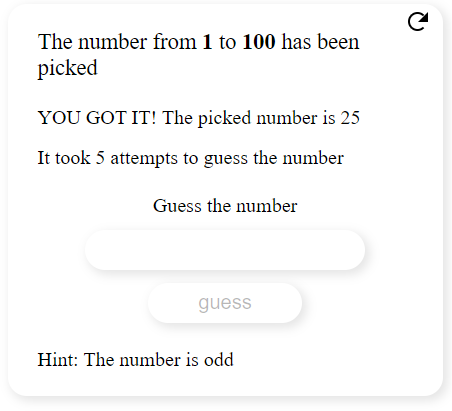 The number from 1 to 100 has been
picked
YOU GOT IT! The picked number is 25
It took 5 attempts to guess the number
Guess the number
guess
Hint: The number is odd